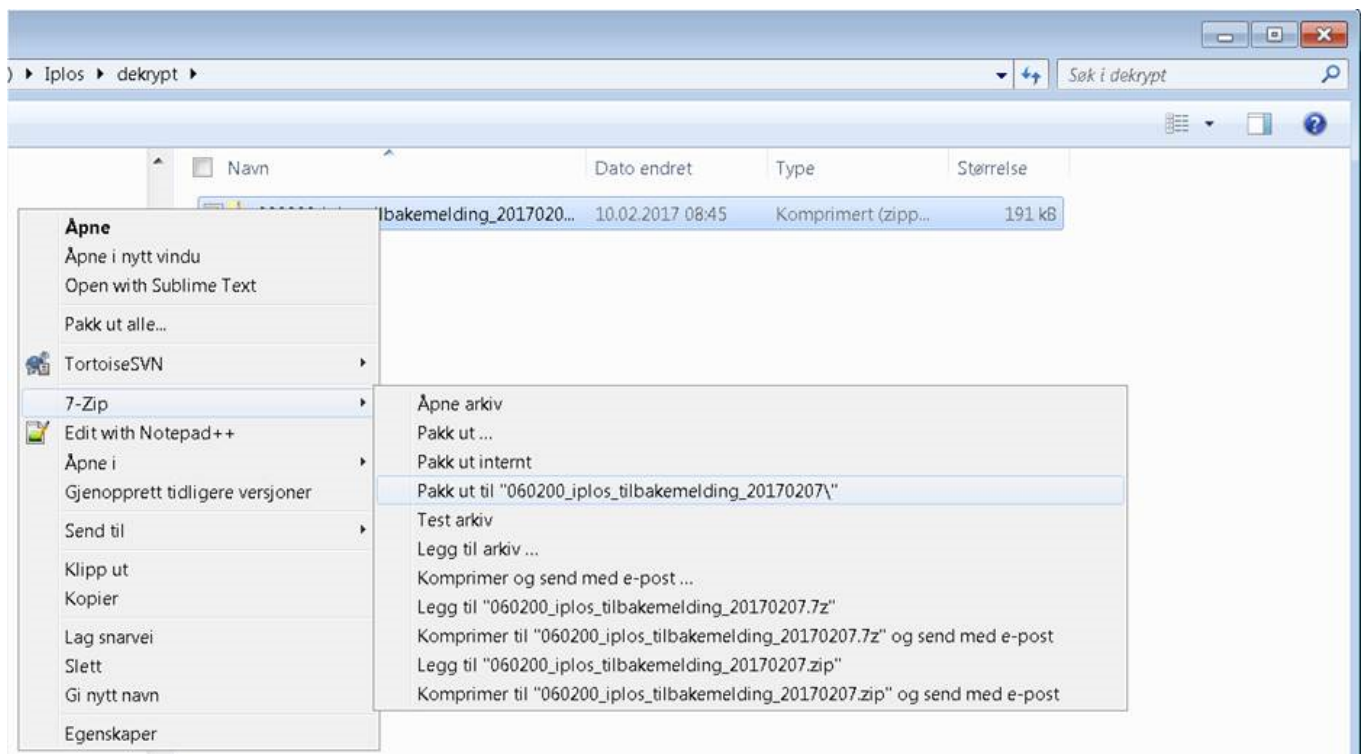 ) ▸ Iplos ▸ dekrypt ▸
Søk i dekrypt
Navn
Dato endret
Type
Størrelse
lbakemelding_2017020... 10.02.2017 08:45 Komprimert (zipp... 191 kB
Åpne
Åpne i nytt vindu
Open with Sublime Text
Pakk ut alle...
TortoiseSVN
7-Zip
Edit with Notepad++
Åpne i
Gjenopprett tidligere versjoner
Send til
Klipp ut
Kopier
Lag snarvei
Slett
Gi nytt navn
Egenskaper
Åpne arkiv
Pakk ut ...
Pakk ut internt
Pakk ut til "060200_iplos_tilbakemelding_20170207\"
Test arkiv
Legg til arkiv ...
Komprimer og send med e-post ...
Legg til "060200_iplos_tilbakemelding_20170207.7z"
Komprimer til "060200_iplos_tilbakemelding_20170207.7z" og send med e-post
Legg til "060200_iplos_tilbakemelding_20170207.zip"
Komprimer til "060200_iplos_tilbakemelding_20170207.zip" og send med e-post